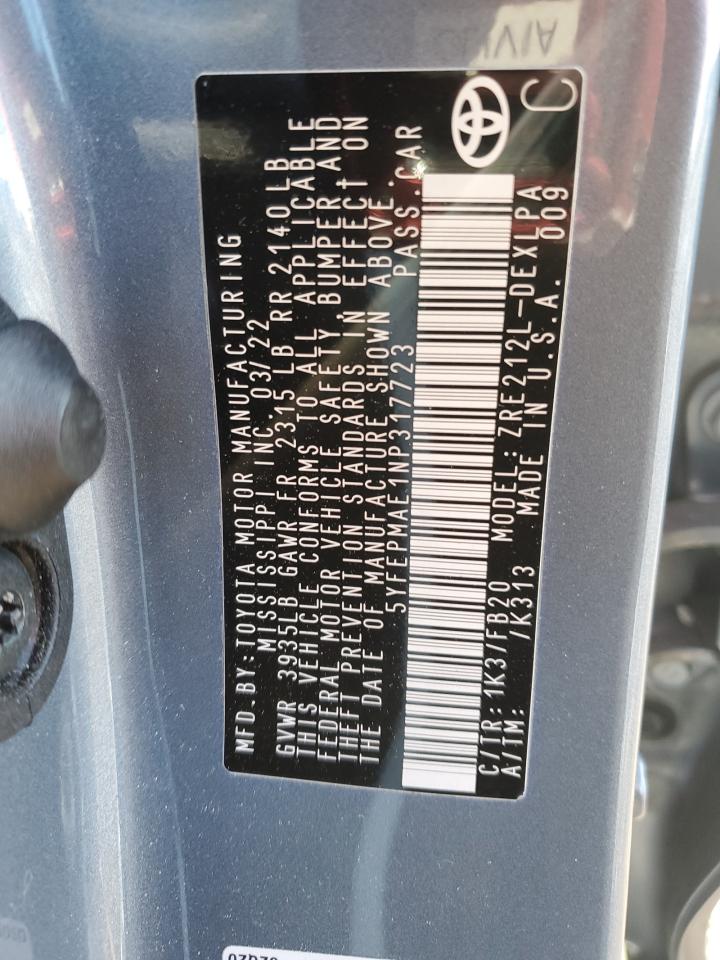 MFD.BY:TOYOTA MOTOR MANUFACTURING
MISSISSIPPI INC. 03/22
GVWR 3935LB GAWR FR 2315 LB RR 2140 LB
THIS VEHICLE CONFORMS TO ALL APPLICABLE
FEDERAL MOTOR VEHICLE SAFETY, BUMPER AND
THEFT PREVENTION STANDARDS IN EFFECT ON
THE DATE OF MANUFACTURE SHOWN ABOVE.
5YFEPMAE1NP317723 PASS.CAR
C/TR: 1K3/FB20 MODEL: ZRE212L-DEXLPA
A/TM: /K313 MADE IN U.S.A. 009
C